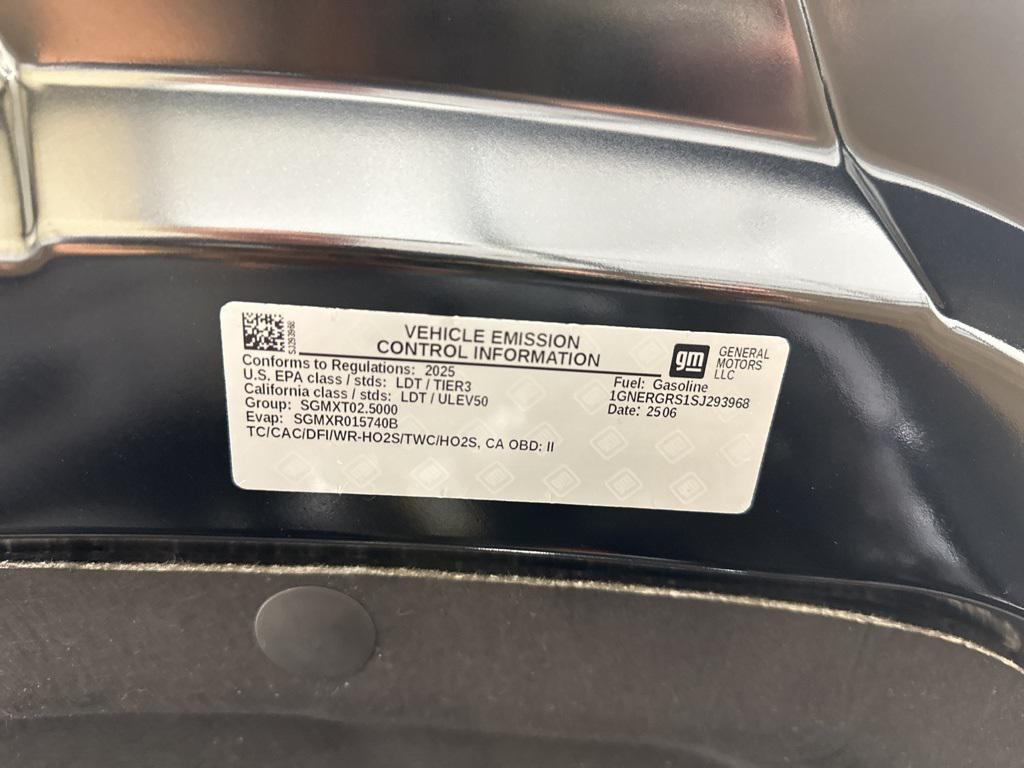 SJ293968
VEHICLE EMISSION
CONTROL INFORMATION
gm
GENERAL
MOTORS
LLC
Conforms to Regulations: 2025
U.S. EPA class / stds: LDT / TIER3
California class / stds: LDT / ULEV50
Group: SGMXT02.5000
Evap: SGMXR015740B
TC/CAC/DFI/WR-HO2S/TWC/HO2S, CA OBD: II
Fuel: Gasoline
1GNERGRS1SJ293968
Date: 2506